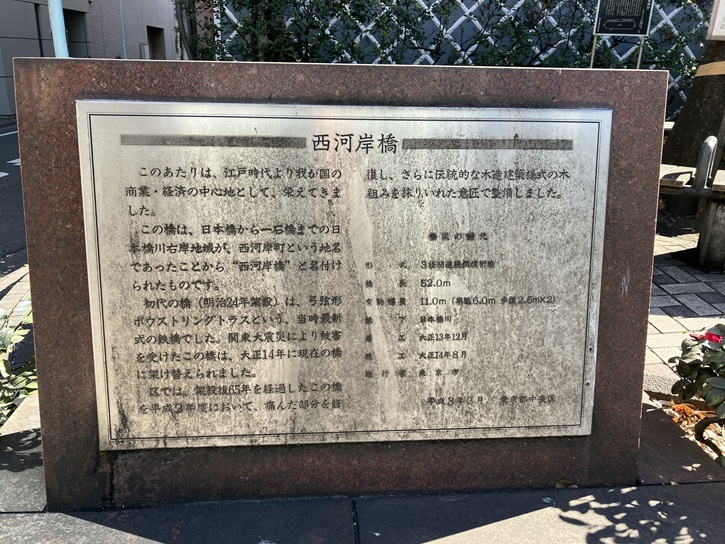 西河岸橋
このあたりは、江戸時代より我が国の
商業・経済の中心地として、栄えてきま
した。
この橋は、日本橋から一石橋までの日
本橋川右岸地域が、西河岸町という地名
であったことから“西河岸橋”と名付け
られたものです。
初代の橋（明治24年架設）は、弓弦形
ボウストリングトラスという、当時最新
式の鉄橋でした。関東大震災により被害
を受けたこの橋は、大正14年に現在の橋
に架け替えられました。
区では、架設後65年を経過したこの橋
を平成3年度において、痛んだ部分を修
復し、さらに伝統的な木造建築様式の木
組みを採りいれた意匠で整備しました。
橋梁の諸元
形 式 3径間連続鋼桁橋
橋 長 52.0m
有効幅員 11.0m（車道6.0m 歩道2.5m×2）
橋 下 日本橋川
着 工 大正13年12月
竣 工 大正14年8月
施行者 東京市
平成 月 東京都中央区